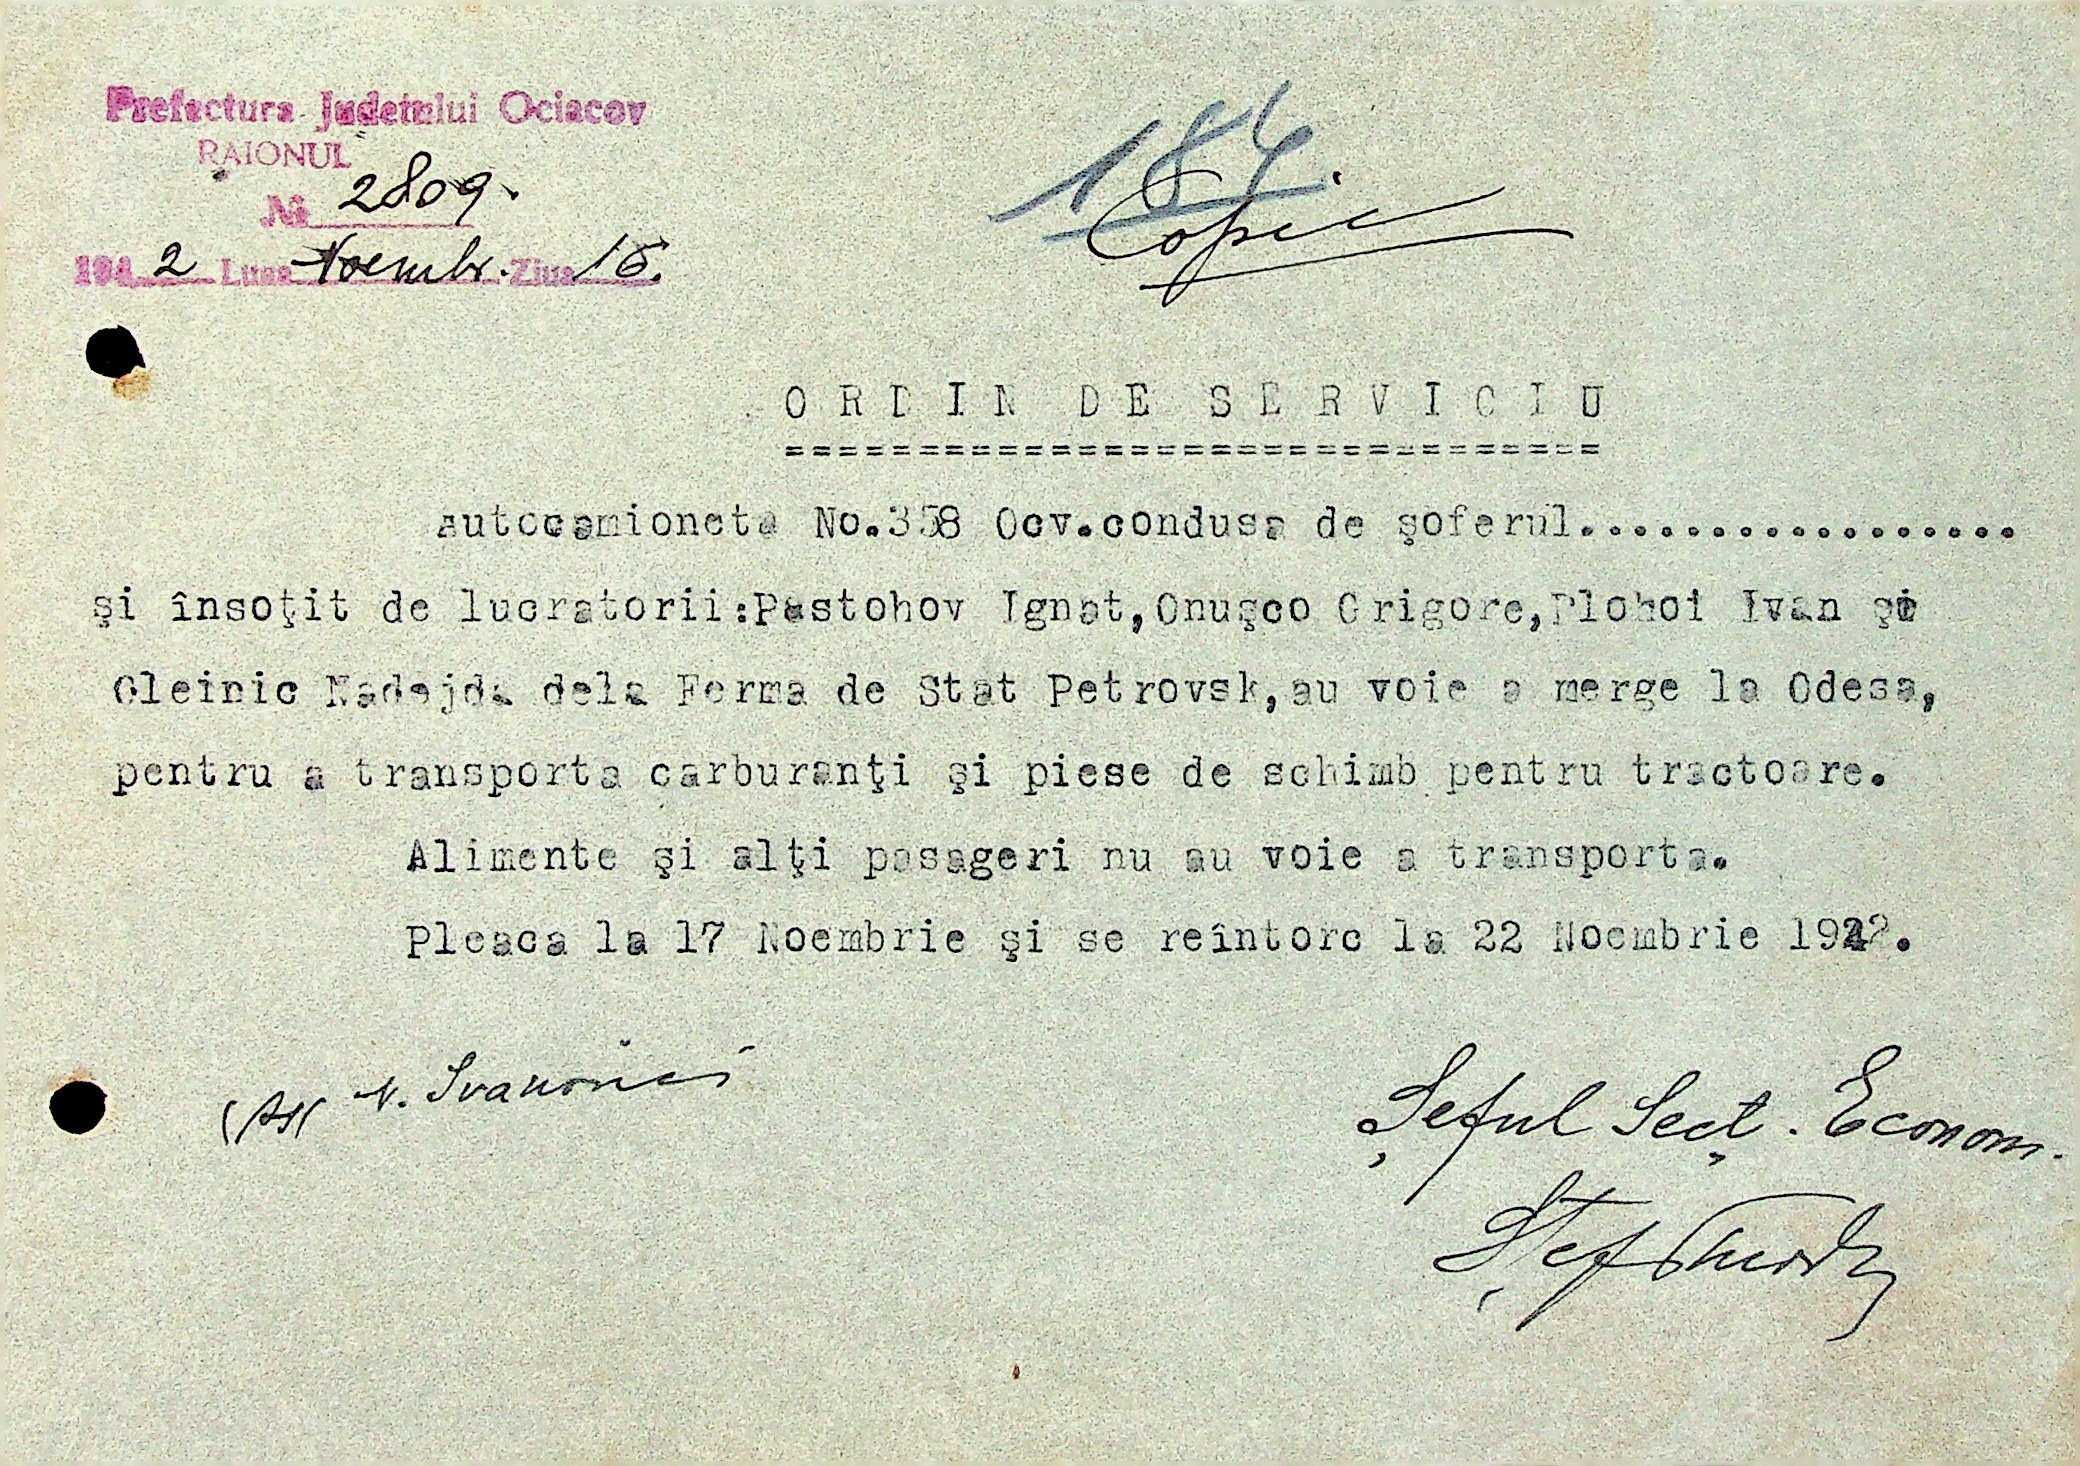 Prefectura Judetului Ociacov
RAIONUL
184.
№ 2809.
Copie
1942 Luna Noembr. Ziua 16.
ORDIN DE SERVICIU
autocamioneta No.358 Ocv.condusa de şoferul.................
şi însoţit de lucratorii:Pastohov Ignat,Onuşco Grigore,Plohoi Ivan şi
Oleinic Nadejda dela Ferma de Stat Petrovsk,au voie a merge la Odesa,
pentru a transporta carburanţi şi piese de schimb pentru tractoare.
Alimente şi alţi pasageri nu au voie a transporta.
Pleaca la 17 Noembrie şi se reîntorc la 22 Noembrie 1942.
N. Ivanovici
Şeful Secţ. Econom.